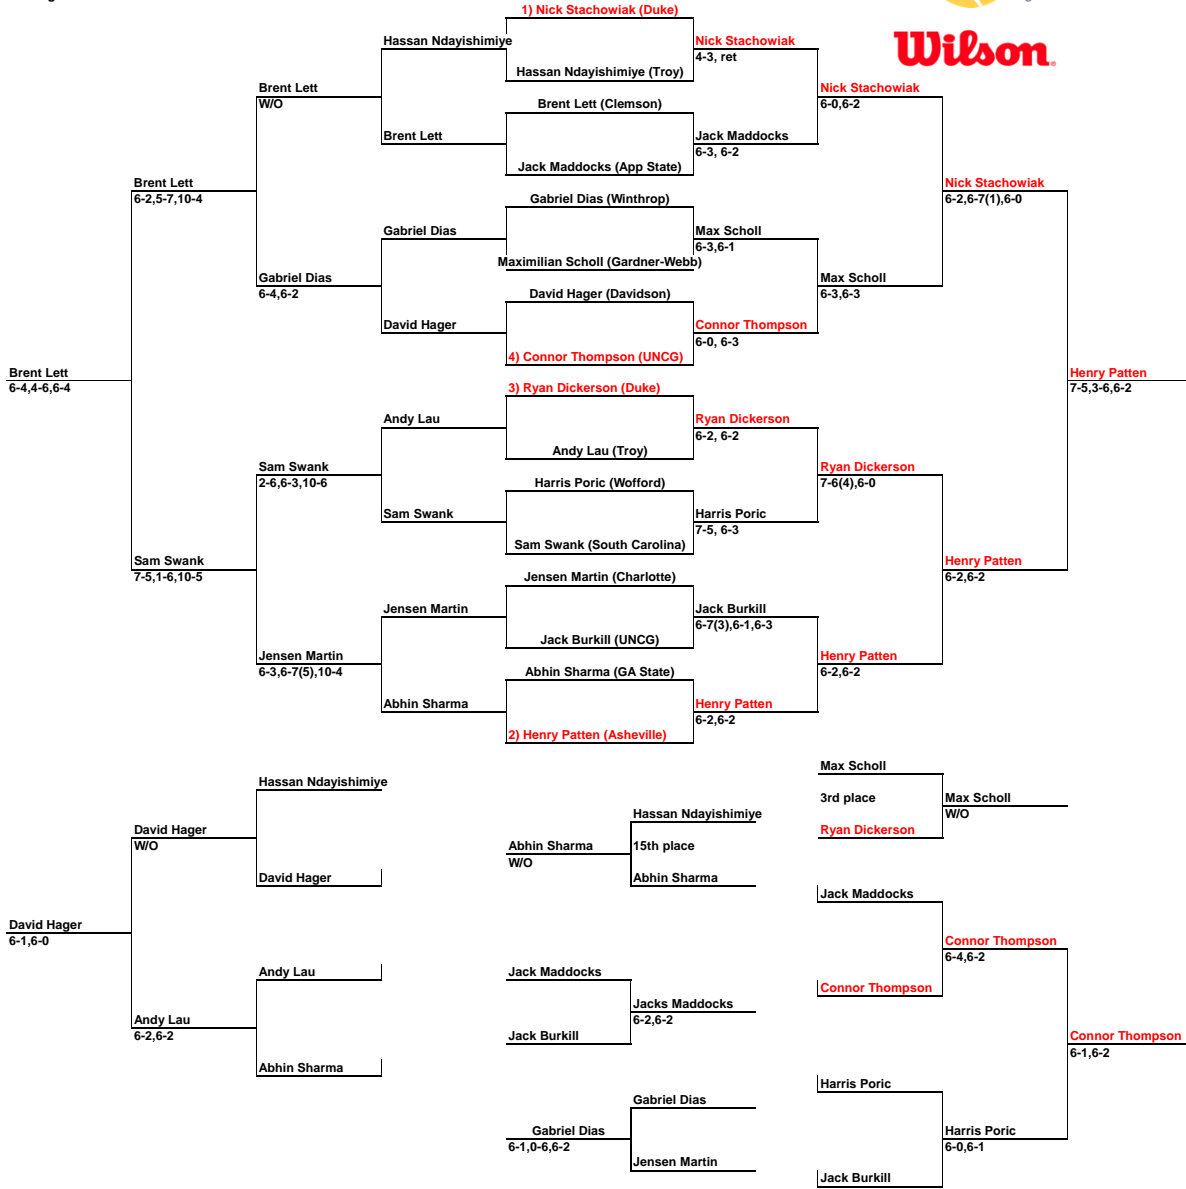 1) Nick Stachowiak (Duke)
Hassan Ndayishimiye
Nick Stachowiak
4-3, ret
Wilson
Hassan Ndayishimiye (Troy)
Brent Lett
W/O
Nick Stachowiak
6-0,6-2
Brent Lett (Clemson)
Brent Lett
Jack Maddocks
6-3, 6-2
Jack Maddocks (App State)
Brent Lett
6-2,5-7,10-4
Nick Stachowiak
6-2,6-7(1),6-0
Gabriel Dias (Winthrop)
Gabriel Dias
Max Scholl
6-3,6-1
Maximilian Scholl (Gardner-Webb)
Gabriel Dias
6-4,6-2
Max Scholl
6-3,6-3
David Hager (Davidson)
David Hager
Connor Thompson
6-0, 6-3
4) Connor Thompson (UNCG)
Brent Lett
6-4,4-6,6-4
Henry Patten
7-5,3-6,6-2
3) Ryan Dickerson (Duke)
Andy Lau
Ryan Dickerson
6-2, 6-2
Andy Lau (Troy)
Sam Swank
2-6,6-3,10-6
Ryan Dickerson
7-6(4),6-0
Harris Poric (Wofford)
Sam Swank
Harris Poric
7-5, 6-3
Sam Swank (South Carolina)
Sam Swank
7-5,1-6,10-5
Henry Patten
6-2,6-2
Jensen Martin (Charlotte)
Jensen Martin
Jack Burkill
6-7(3),6-1,6-3
Jack Burkill (UNCG)
Jensen Martin
6-3,6-7(5),10-4
Henry Patten
6-2,6-2
Abhin Sharma (GA State)
Abhin Sharma
Henry Patten
6-2,6-2
2) Henry Patten (Asheville)
Max Scholl
Hassan Ndayishimiye
3rd place
Max Scholl
W/O
Hassan Ndayishimiye
David Hager
W/O
Ryan Dickerson
Abhin Sharma
W/O
15th place
David Hager
Abhin Sharma
Jack Maddocks
David Hager
6-1,6-0
Connor Thompson
6-4,6-2
Andy Lau
Jack Maddocks
Connor Thompson
Jacks Maddocks
6-2,6-2
Andy Lau
6-2,6-2
Jack Burkill
Connor Thompson
6-1,6-2
Abhin Sharma
Harris Poric
Gabriel Dias
Gabriel Dias
6-1,0-6,6-2
Harris Poric
6-0,6-1
Jensen Martin
Jack Burkill